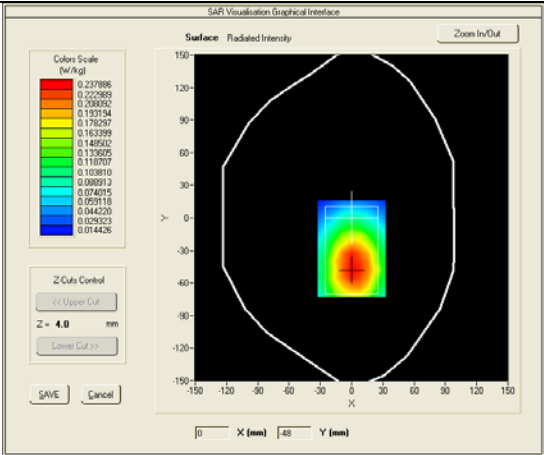 SAR Visualisation Graphical Interface
Surface Radiated Intensity
Zoom In/Out
Colors Scale
(W/kg)
0.237886
0.222989
0.208092
0.193194
0.178297
0.163399
0.148502
0.133605
0.118707
0.103810
0.088913
0.074015
0.059118
0.044220
0.029323
0.014426
Z-Cuts Control
<< Upper Cut
Z = 4.0 mm
Lower Cut >>
SAVE Cancel
150
90
60
30
0
-30
-60
-90
-120
-150
Y
-150 -120 -90 -60 -30 0 30 60 90 120 150
X
0 X (mm) -48 Y (mm)